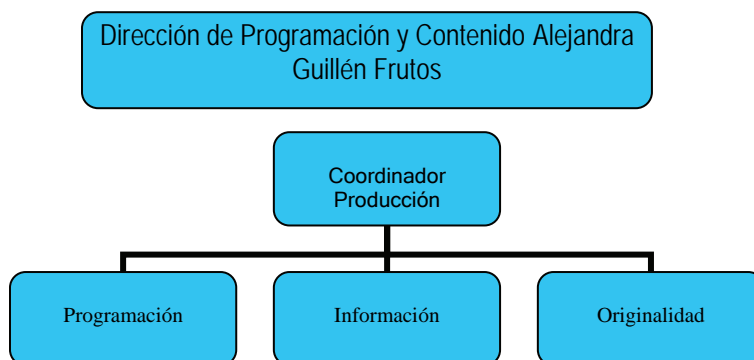 Dirección de Programación y Contenido Alejandra
Guillén Frutos
Coordinador
Producción
Programación
Información
Originalidad